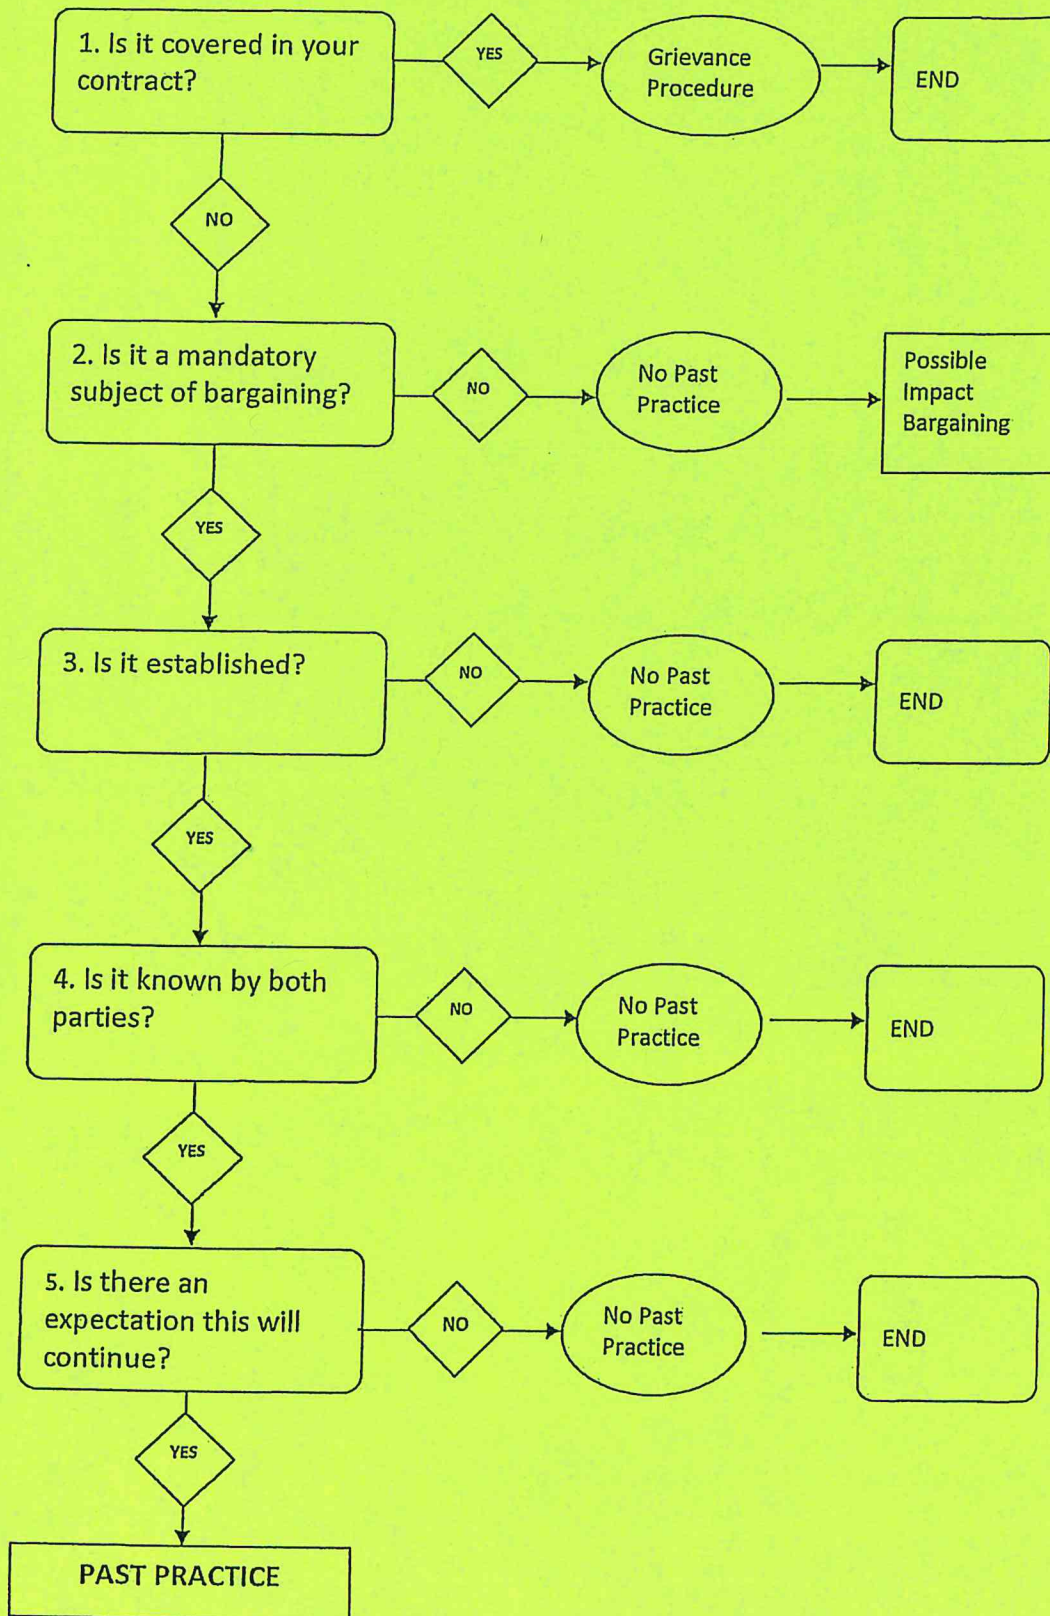 1. Is it covered in your
contract?
YES
Grievance
Procedure
END
NO
2. Is it a mandatory
subject of bargaining?
NO
No Past
Practice
Possible
Impact
Bargaining
YES
3. Is it established?
NO
No Past
Practice
END
YES
4. Is it known by both
parties?
NO
No Past
Practice
END
YES
5. Is there an
expectation this will
continue?
NO
No Past
Practice
END
YES
PAST PRACTICE